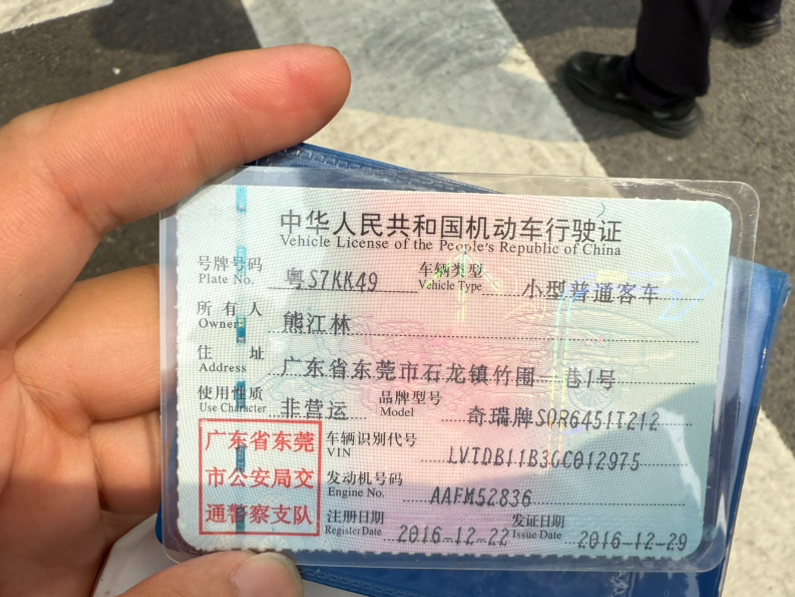 中华人民共和国机动车行驶证
Vehicle License of the People's Republic of China
号牌号码 粤S7KK49 车辆类型 小型普通客车
Plate No. Vehicle Type
所有人 熊江林
Owner
住址 广东省东莞市石龙镇竹围一巷1号
Address
使用性质 非营运 品牌型号 奇瑞牌SQR6451T212
Use Character Model
广东省东莞 车辆识别代号 LVTDB11B3GC012975
VIN
市公安局交 发动机号码 AAFM52836
Engine No.
通警察支队 注册日期 2016-12-22 发证日期 2016-12-29
Register Date Issue Date